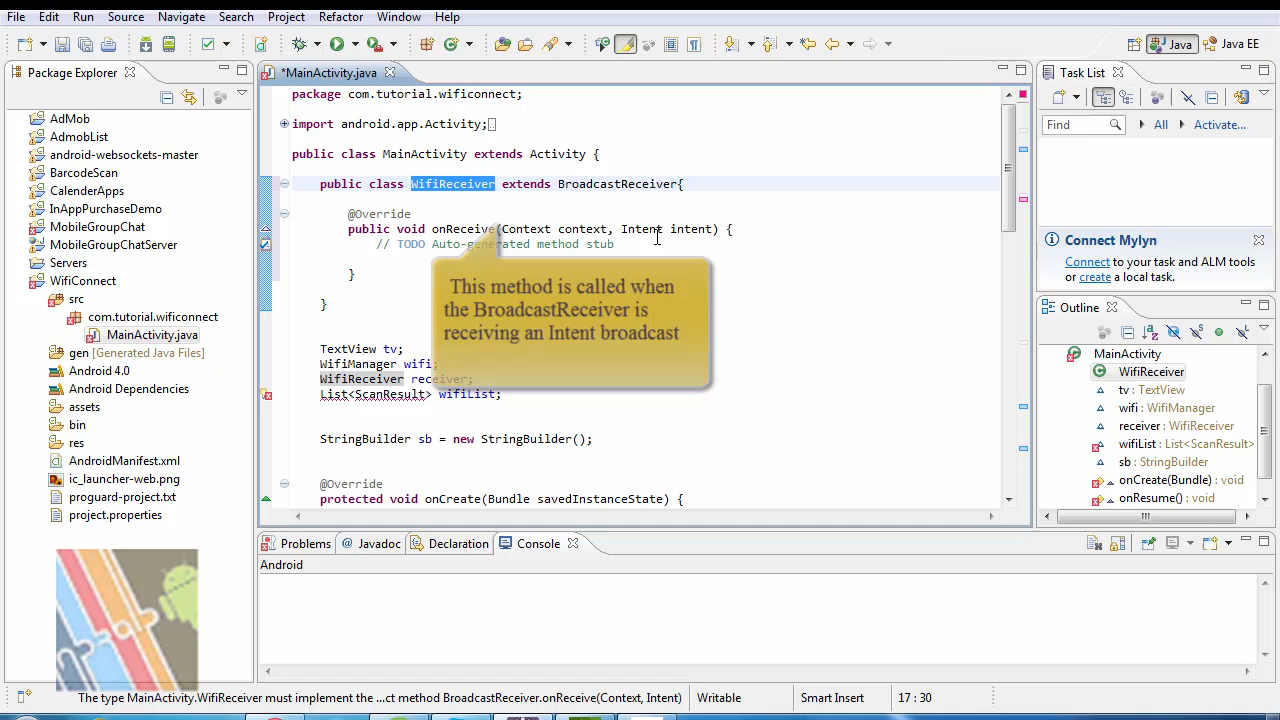 File Edit Run Source Navigate Search Project Refactor Window Help
Java Java EE
Package Explorer
AdMob
AdmobList
android-websockets-master
BarcodeScan
CalenderApps
InAppPurchaseDemo
MobileGroupChat
MobileGroupChatServer
Servers
WifiConnect
src
com.tutorial.wificonnect
MainActivity.java
gen [Generated Java Files]
Android 4.0
Android Dependencies
assets
bin
res
AndroidManifest.xml
ic_launcher-web.png
proguard-project.txt
project.properties
*MainActivity.java
package com.tutorial.wificonnect;
import android.app.Activity;
public class MainActivity extends Activity {
public class WifiReceiver extends BroadcastReceiver{
@Override
public void onReceive(Context context, Intent intent) {
// TODO Auto-generated method stub
}
}
This method is called when
the BroadcastReceiver is
receiving an Intent broadcast
TextView tv;
WifiManager wifi;
WifiReceiver receiver;
List<ScanResult> wifiList;
StringBuilder sb = new StringBuilder();
@Override
protected void onCreate(Bundle savedInstanceState) {
Task List
Find All Activate...
Connect Mylyn
Connect to your task and ALM tools
or create a local task.
Outline
MainActivity
WifiReceiver
tv : TextView
wifi : WifiManager
receiver : WifiReceiver
wifiList : List<ScanResult>
sb : StringBuilder
onCreate(Bundle) : void
onResume() : void
Problems Javadoc Declaration Console
Android
The type MainActivity.WifiReceiver must implement the ...ct method BroadcastReceiver.onReceive(Context, Intent) Writable Smart Insert 17 : 30